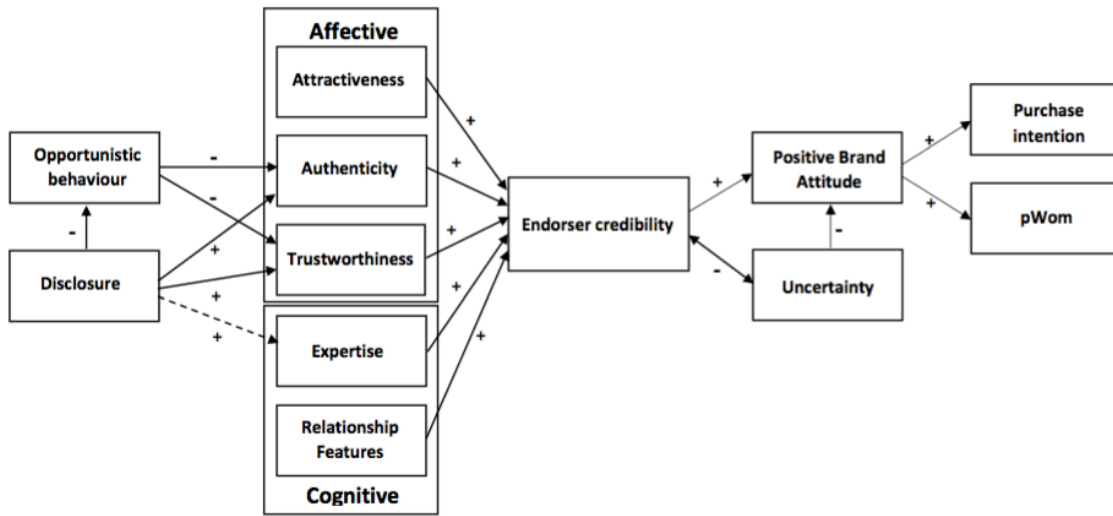 Affective
Attractiveness
Authenticity
Trustworthiness
Expertise
Relationship
Features
Cognitive
Opportunistic
behaviour
Disclosure
-
-
-
+
+
+
+
+
+
+
+
Endorser credibility
+
-
Positive Brand
Attitude
-
Uncertainty
+
+
Purchase
intention
pWom